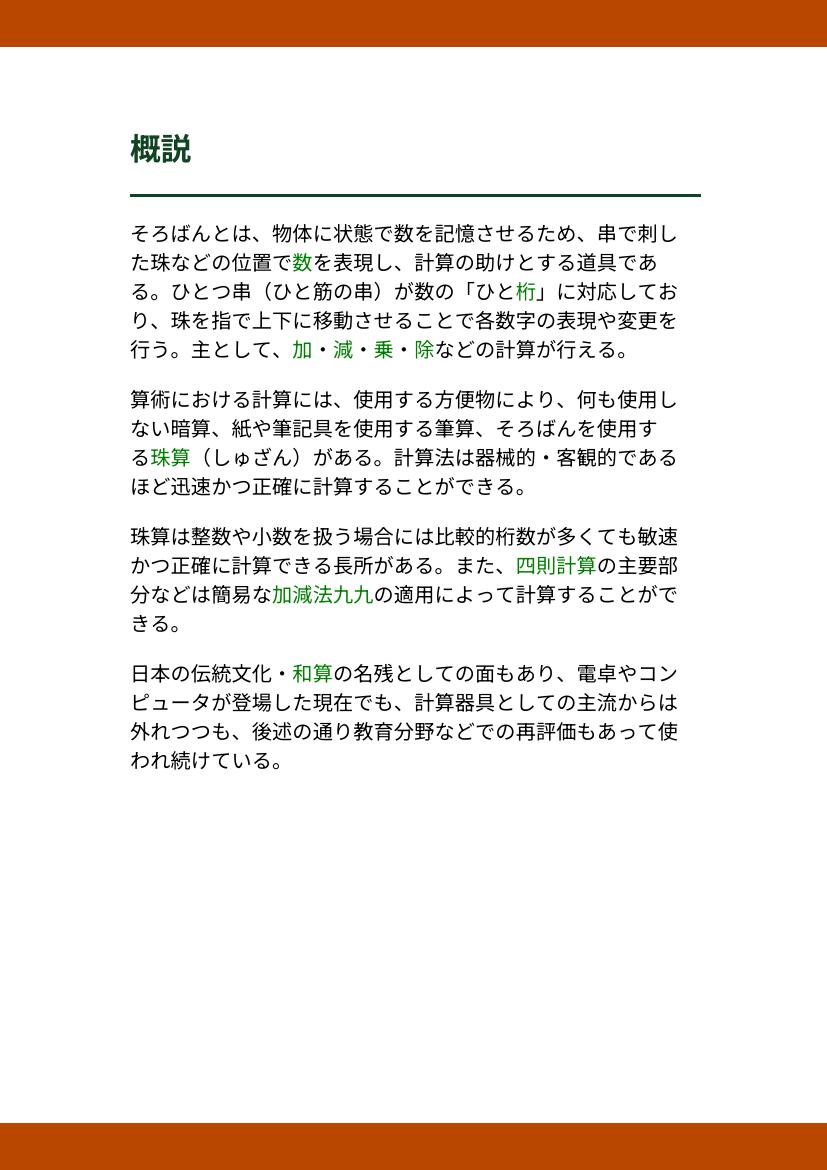 概説
そろばんとは、物体に状態で数を記憶させるため、串で刺し
た珠などの位置で数を表現し、計算の助けとする道具であ
る。ひとつ串（ひと筋の串）が数の「ひと桁」に対応してお
り、珠を指で上下に移動させることで各数字の表現や変更を
行う。主として、加・減・乗・除などの計算が行える。
算術における計算には、使用する方便物により、何も使用し
ない暗算、紙や筆記具を使用する筆算、そろばんを使用す
る珠算（しゅざん）がある。計算法は器械的・客観的である
ほど迅速かつ正確に計算することができる。
珠算は整数や小数を扱う場合には比較的桁数が多くても敏速
かつ正確に計算できる長所がある。また、四則計算の主要部
分などは簡易な加減法九九の適用によって計算することがで
きる。
日本の伝統文化・和算の名残としての面もあり、電卓やコン
ピュータが登場した現在でも、計算器具としての主流からは
外れつつも、後述の通り教育分野などでの再評価もあって使
われ続けている。